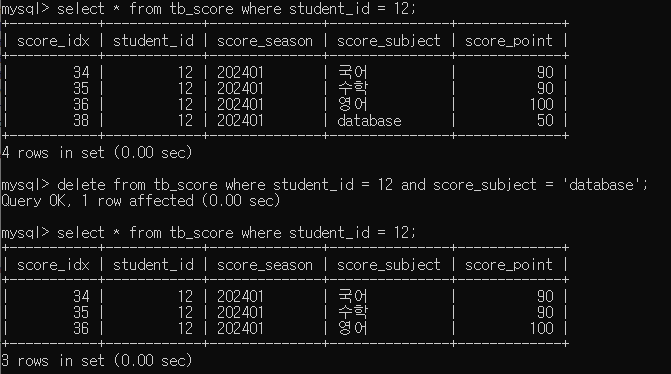 mysql> select * from tb_score where student_id = 12;
+-----------+------------+--------------+---------------+-------------+
| score_idx | student_id | score_season | score_subject | score_point |
+-----------+------------+--------------+---------------+-------------+
|        34 |         12 | 202401       | 국어          |          90 |
|        35 |         12 | 202401       | 수학          |          90 |
|        36 |         12 | 202401       | 영어          |         100 |
|        38 |         12 | 202401       | database      |          50 |
+-----------+------------+--------------+---------------+-------------+
4 rows in set (0.00 sec)
mysql> delete from tb_score where student_id = 12 and score_subject = 'database';
Query OK, 1 row affected (0.00 sec)
mysql> select * from tb_score where student_id = 12;
+-----------+------------+--------------+---------------+-------------+
| score_idx | student_id | score_season | score_subject | score_point |
+-----------+------------+--------------+---------------+-------------+
|        34 |         12 | 202401       | 국어          |          90 |
|        35 |         12 | 202401       | 수학          |          90 |
|        36 |         12 | 202401       | 영어          |         100 |
+-----------+------------+--------------+---------------+-------------+
3 rows in set (0.00 sec)